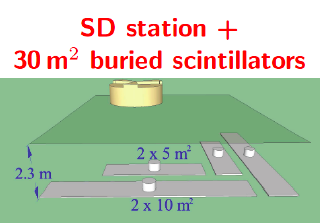 SD station +
30 m² buried scintillators
2 x 5 m²
2.3 m
2 x 10 m²